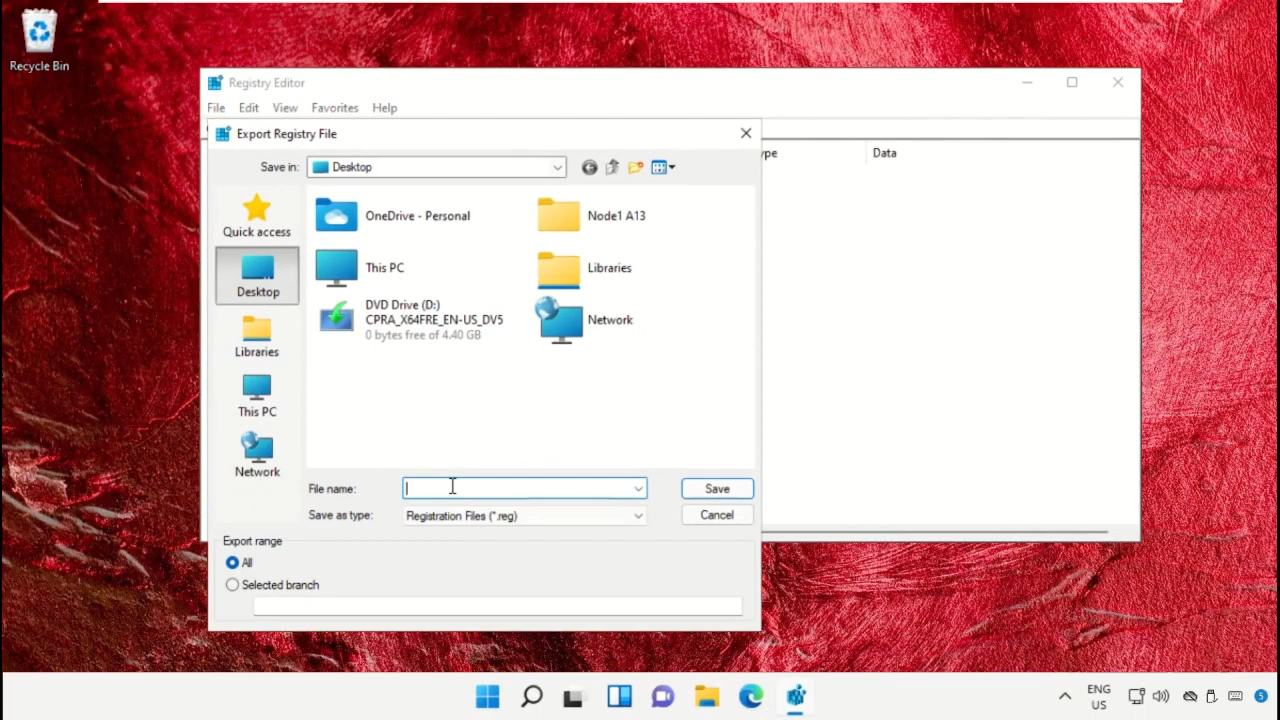 Recycle Bin
Registry Editor
File Edit View Favorites Help
Export Registry File
ype Data
Save in: Desktop
Quick access
Desktop
Libraries
This PC
Network
OneDrive - Personal
Node1 A13
This PC
Libraries
DVD Drive (D:)
CPRA_X64FRE_EN-US_DV5
0 bytes free of 4.40 GB
Network
File name:
Save
Save as type: Registration Files (*.reg)
Cancel
Export range
All
Selected branch
ENG
US
5